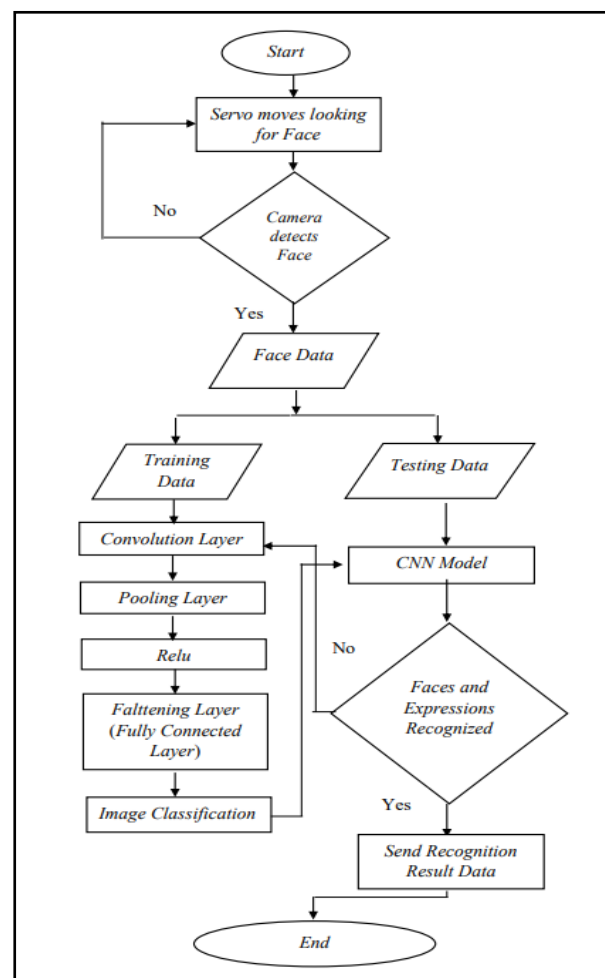 Start
Servo moves looking
for Face
No
Camera
detects
Face
Yes
Face Data
Training
Data
Testing Data
Convolution Layer
CNN Model
Pooling Layer
Relu
No
Faces and
Expressions
Recognized
Falttening Layer
(Fully Connected
Layer)
Image Classification
Yes
Send Recognition
Result Data
End